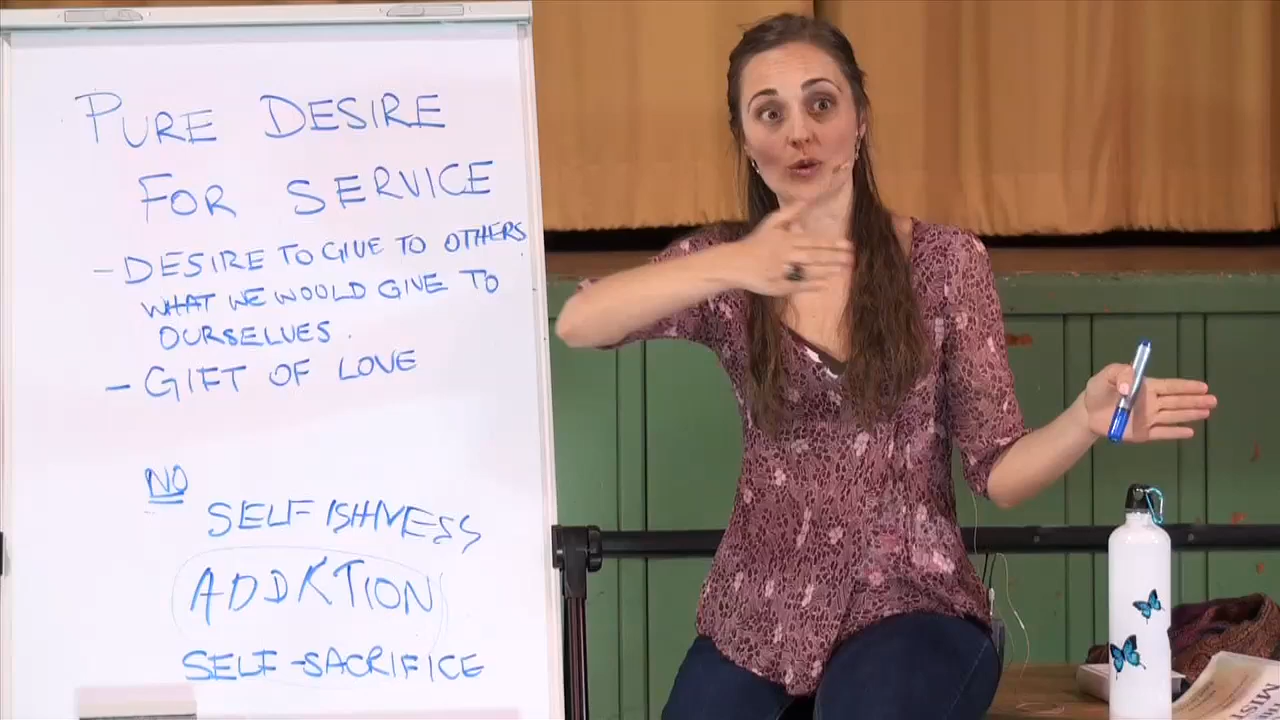 PURE DESIRE
FOR SERVICE
- DESIRE TO GIVE TO OTHERS
WHAT WE WOULD GIVE TO
OURSELVES.
- GIFT OF LOVE
NO
SELFISHNESS
ADDICTION
SELF-SACRIFICE